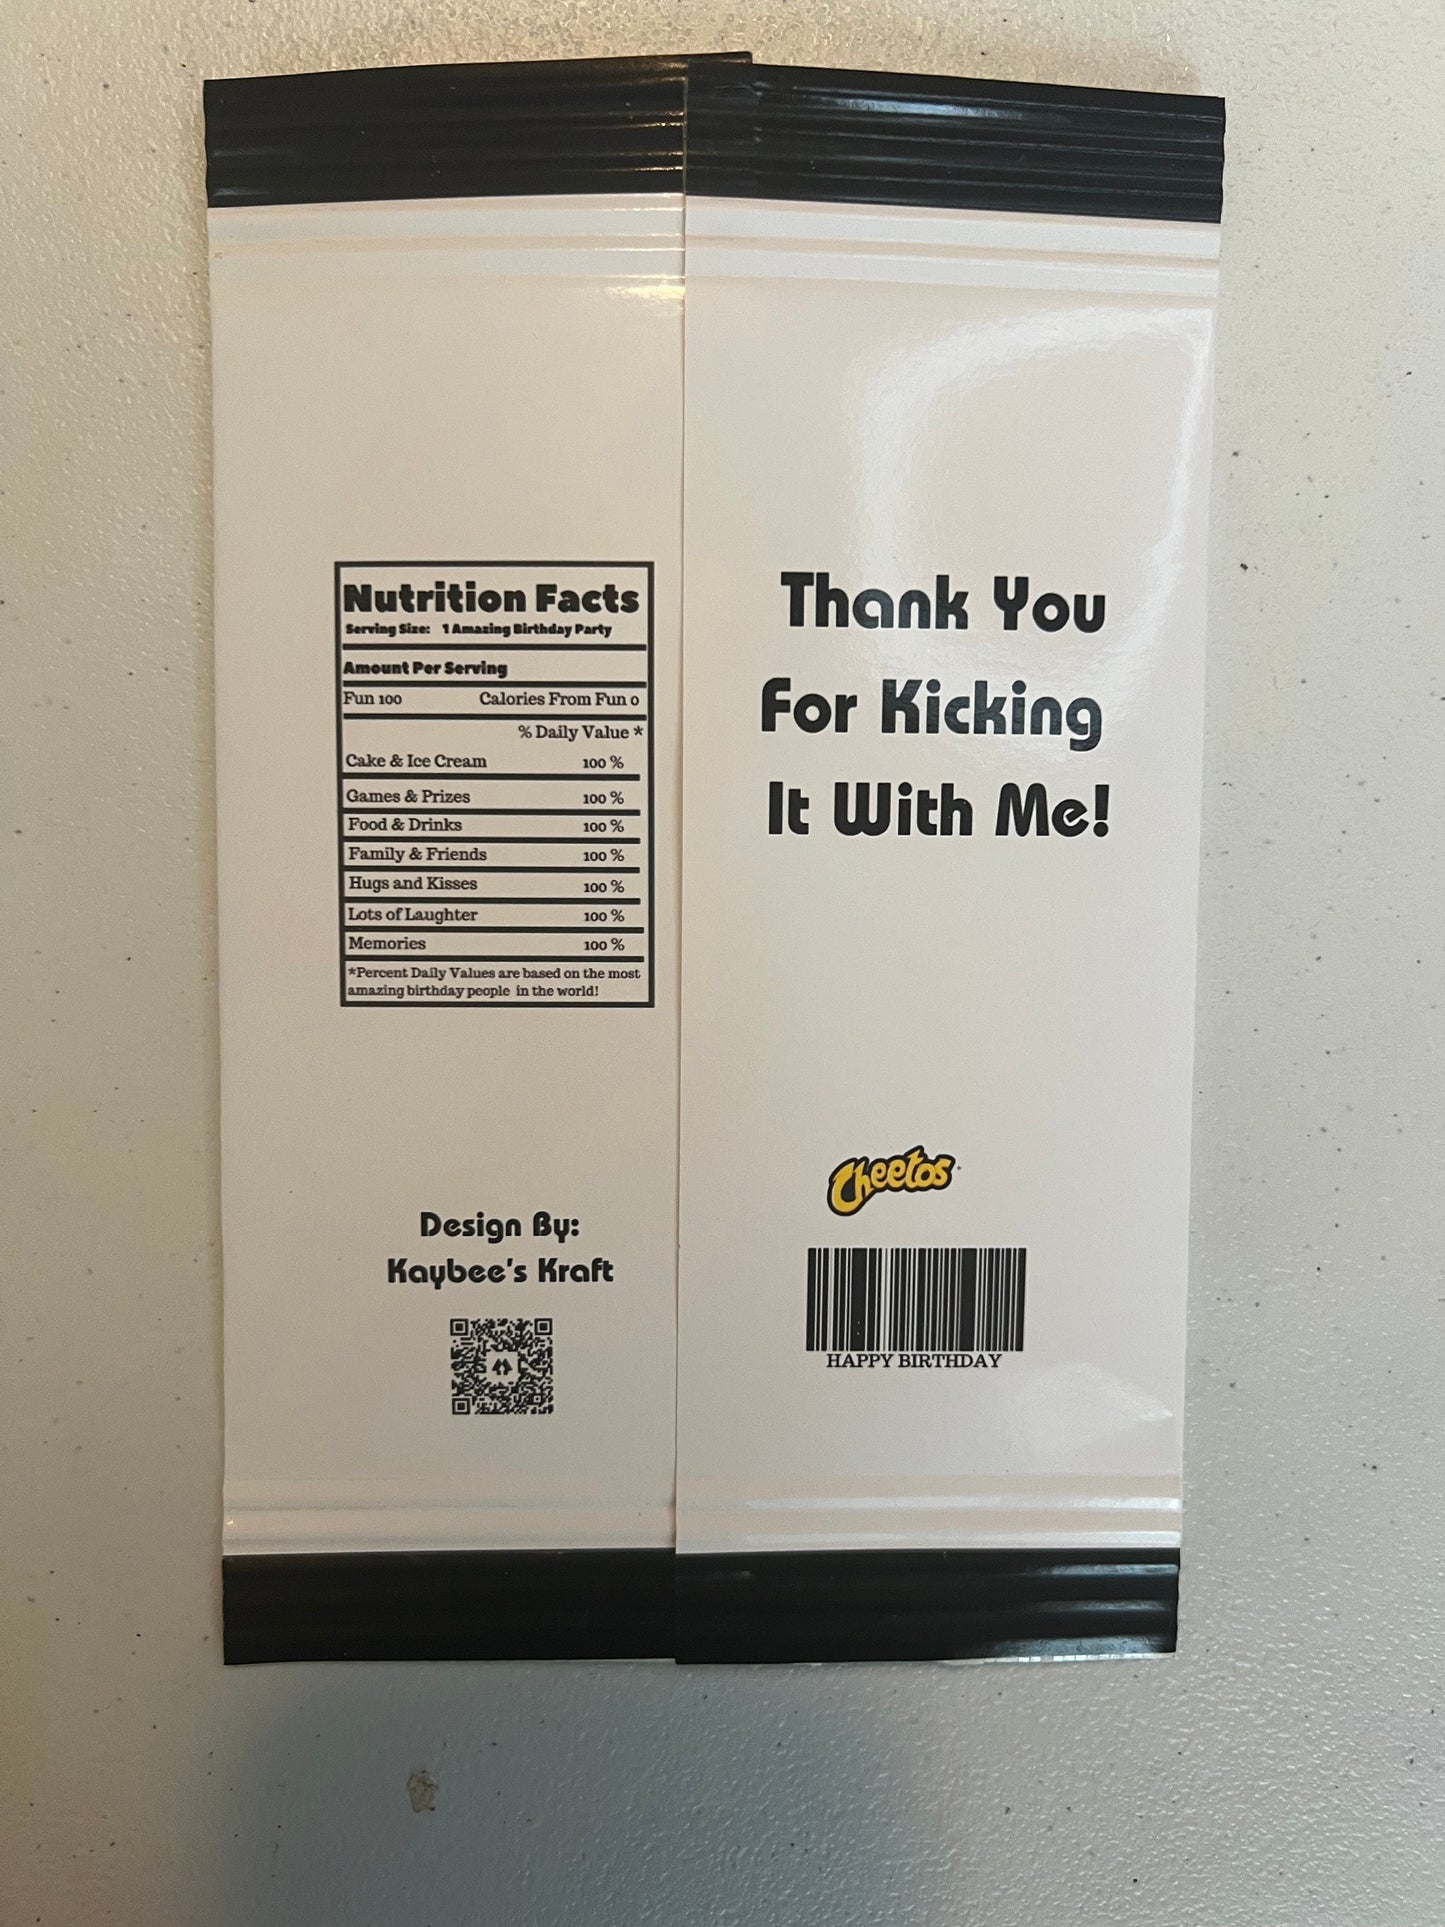 Nutrition Facts
Serving Size: 1 Amazing Birthday Party
Amount Per Serving
Fun 100 Calories From Fun 0
% Daily Value *
Cake & Ice Cream 100 %
Games & Prizes 100 %
Food & Drinks 100 %
Family & Friends 100 %
Hugs and Kisses 100 %
Lots of Laughter 100 %
Memories 100 %
*Percent Daily Values are based on the most
amazing birthday people in the world!
Design By:
Kaybee's Kraft
Thank You
For Kicking
It With Me!
Cheetos
HAPPY BIRTHDAY